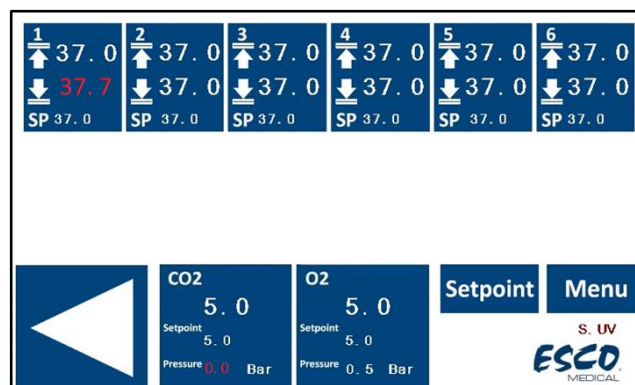 1 2 3 4 5 6
37.0 37.0 37.0 37.0 37.0 37.0
37.7 37.0 37.0 37.0 37.0 37.0
SP 37.0 SP 37.0 SP 37.0 SP 37.0 SP 37.0 SP 37.0
CO2
5.0
Setpoint
5.0
Pressure 0.0 Bar
O2
5.0
Setpoint
5.0
Pressure 0.5 Bar
Setpoint
Menu
S. UV
ESCO
MEDICAL